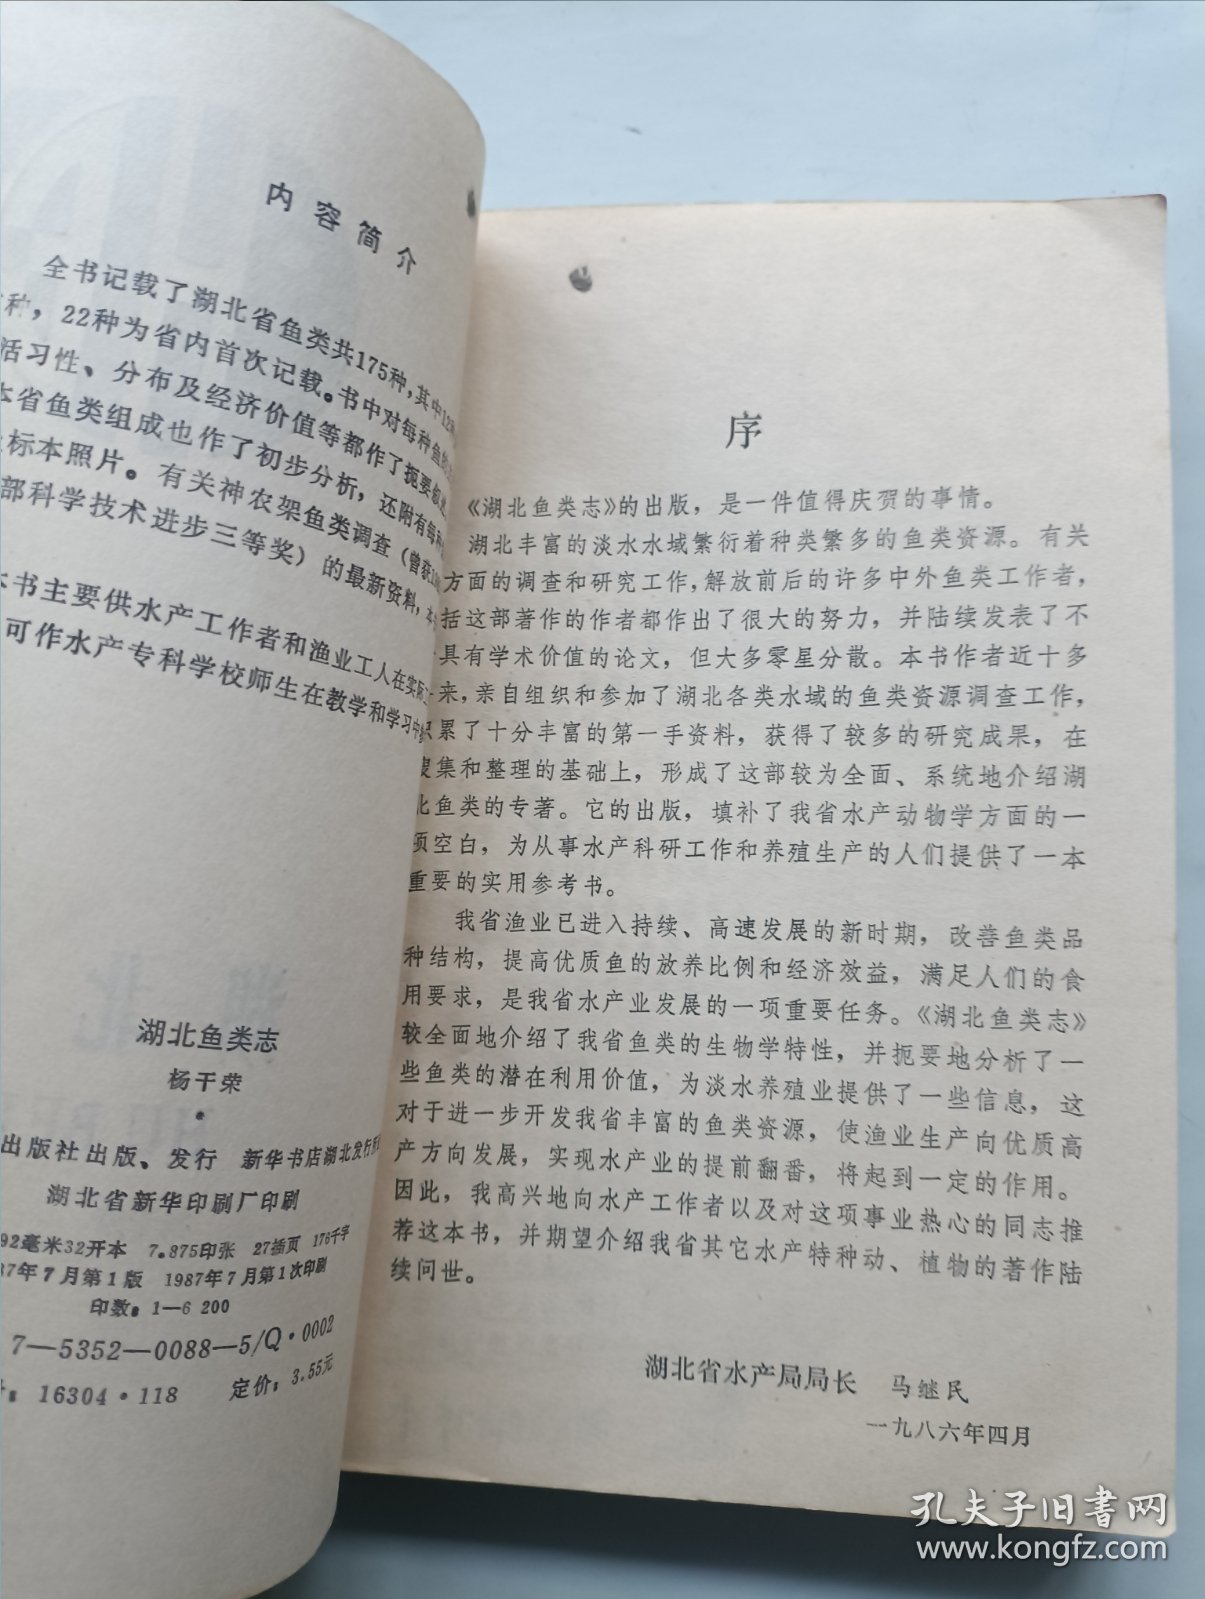 内容简介
全书记载了湖北省鱼类共175种，其中12种
种，22种为省内首次记载。书中对每种鱼的
活习性、分布及经济价值等都作了扼要叙
本省鱼类组成也作了初步分析，还附有每种
标本照片。有关神农架鱼类调查（曾获
部科学技术进步三等奖）的最新资料，本
本书主要供水产工作者和渔业工人在实际
可作水产专科学校师生在教学和学习中
湖北鱼类志
杨干荣
*
出版社出版、发行 新华书店湖北发行所
湖北省新华印刷厂印刷
92毫米32开本 7.875印张 27插页 176千字
87年7月第1版 1987年7月第1次印刷
印数：1—6 200
7—5352—0088—5/Q·0002
：16304·118 定价：3.55元
序
《湖北鱼类志》的出版，是一件值得庆贺的事情。
湖北丰富的淡水水域繁衍着种类繁多的鱼类资源。有关
方面的调查和研究工作，解放前后的许多中外鱼类工作者，
括这部著作的作者都作出了很大的努力，并陆续发表了不
具有学术价值的论文，但大多零星分散。本书作者近十多
来，亲自组织和参加了湖北各类水域的鱼类资源调查工作，
累了十分丰富的第一手资料，获得了较多的研究成果，在
搜集和整理的基础上，形成了这部较为全面、系统地介绍湖
北鱼类的专著。它的出版，填补了我省水产动物学方面的一
项空白，为从事水产科研工作和养殖生产的人们提供了一本
重要的实用参考书。
我省渔业已进入持续、高速发展的新时期，改善鱼类品
种结构，提高优质鱼的放养比例和经济效益，满足人们的食
用要求，是我省水产业发展的一项重要任务。《湖北鱼类志》
较全面地介绍了我省鱼类的生物学特性，并扼要地分析了一
些鱼类的潜在利用价值，为淡水养殖业提供了一些信息，这
对于进一步开发我省丰富的鱼类资源，使渔业生产向优质高
产方向发展，实现水产业的提前翻番，将起到一定的作用。
因此，我高兴地向水产工作者以及对这项事业热心的同志推
荐这本书，并期望介绍我省其它水产特种动、植物的著作陆
续问世。
湖北省水产局局长 马继民
一九八六年四月
孔夫子旧书网
www.kongfz.com